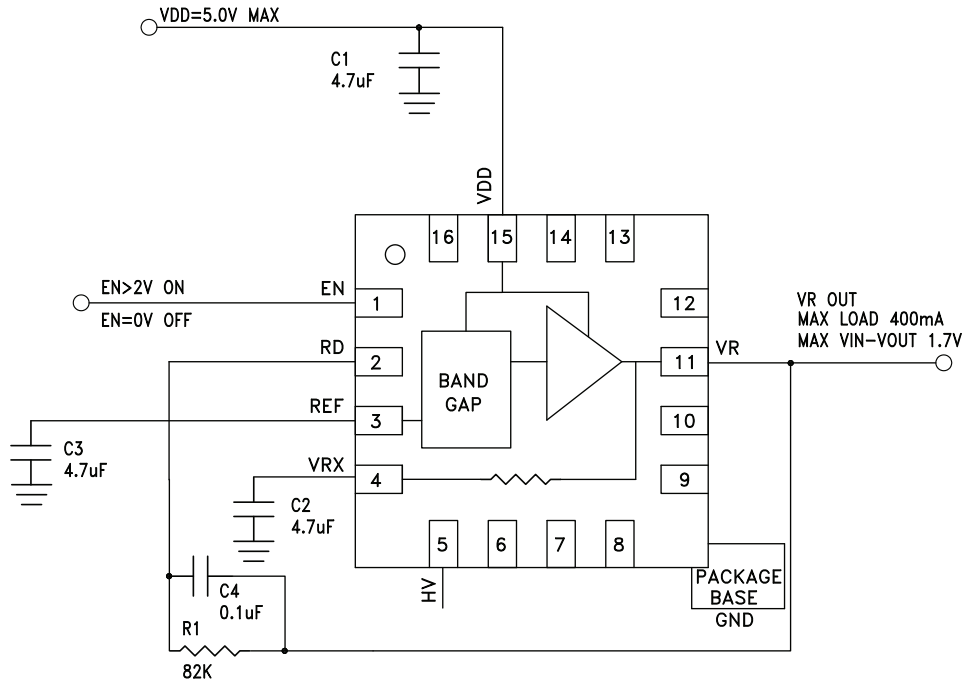 VDD=5.0V MAX
C1
4.7uF
VDD
16
15
14
13
EN>2V ON
EN=0V OFF
EN
1
12
VR OUT
MAX LOAD 400mA
MAX VIN-VOUT 1.7V
RD
2
BAND
GAP
11
VR
REF
3
10
C3
4.7uF
VRX
4
9
C2
4.7uF
5
6
7
8
HV
PACKAGE
BASE
GND
C4
0.1uF
R1
82K